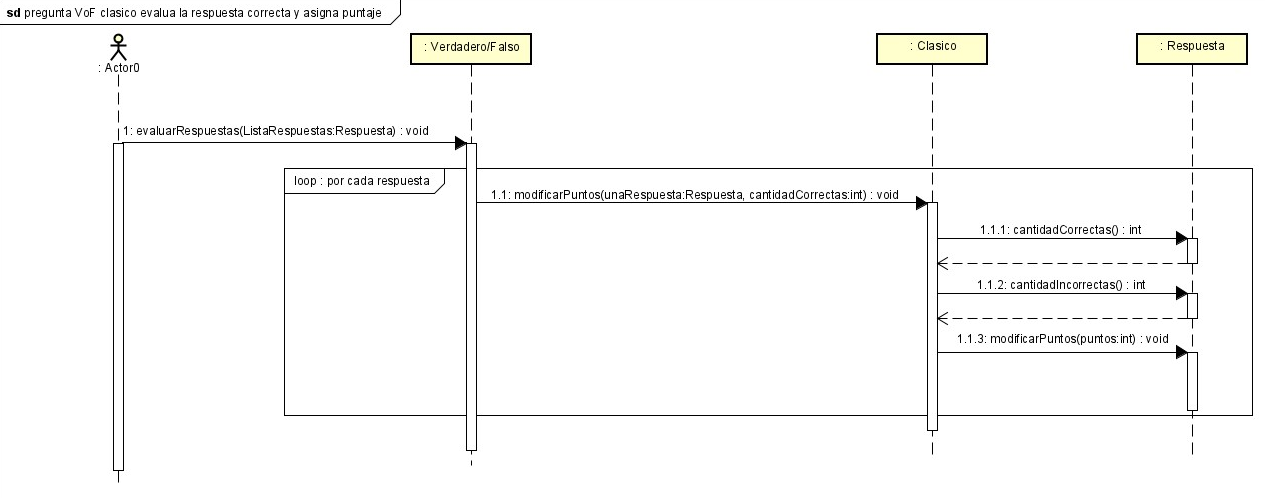 sd pregunta VoF clasico evalua la respuesta correcta y asigna puntaje
: Actor0
: Verdadero/Falso
: Clasico
: Respuesta
1: evaluarRespuestas(ListaRespuestas:Respuesta) : void
loop : por cada respuesta
1.1: modificarPuntos(unaRespuesta:Respuesta, cantidadCorrectas:int) : void
1.1.1: cantidadCorrectas() : int
1.1.2: cantidadIncorrectas() : int
1.1.3: modificarPuntos(puntos:int) : void